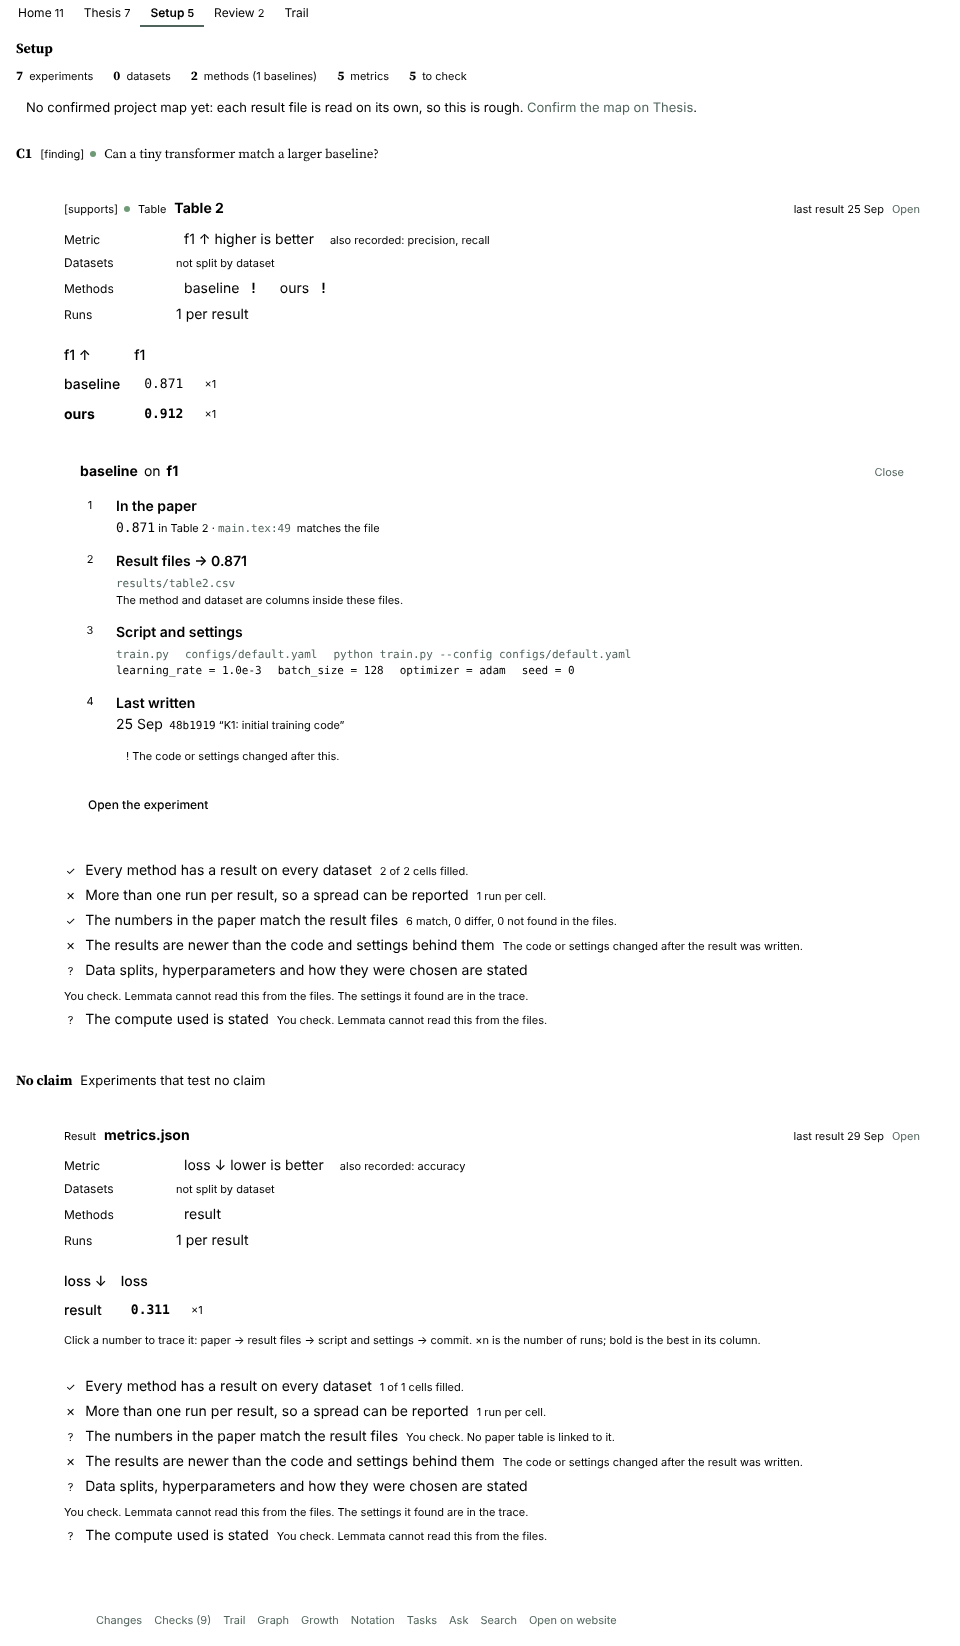 Home 11 Thesis 7 Setup 5 Review 2 Trail
Setup
7 experiments 0 datasets 2 methods (1 baselines) 5 metrics 5 to check
No confirmed project map yet: each result file is read on its own, so this is rough. Confirm the map on Thesis.
C1 [finding] ● Can a tiny transformer match a larger baseline?
[supports] ● Table Table 2 last result 25 Sep Open
Metric f1 ↑ higher is better also recorded: precision, recall
Datasets not split by dataset
Methods baseline ! ours !
Runs 1 per result
f1 ↑ f1
baseline 0.871 ×1
ours 0.912 ×1
baseline on f1 Close
1 In the paper
0.871 in Table 2 · main.tex:49 matches the file
2 Result files → 0.871
results/table2.csv
The method and dataset are columns inside these files.
3 Script and settings
train.py configs/default.yaml python train.py --config configs/default.yaml
learning_rate = 1.0e-3 batch_size = 128 optimizer = adam seed = 0
4 Last written
25 Sep 48b1919 “K1: initial training code”
! The code or settings changed after this.
Open the experiment
✓ Every method has a result on every dataset 2 of 2 cells filled.
✕ More than one run per result, so a spread can be reported 1 run per cell.
✓ The numbers in the paper match the result files 6 match, 0 differ, 0 not found in the files.
✕ The results are newer than the code and settings behind them The code or settings changed after the result was written.
? Data splits, hyperparameters and how they were chosen are stated
You check. Lemmata cannot read this from the files. The settings it found are in the trace.
? The compute used is stated You check. Lemmata cannot read this from the files.
No claim Experiments that test no claim
Result metrics.json last result 29 Sep Open
Metric loss ↓ lower is better also recorded: accuracy
Datasets not split by dataset
Methods result
Runs 1 per result
loss ↓ loss
result 0.311 ×1
Click a number to trace it: paper → result files → script and settings → commit. ×n is the number of runs; bold is the best in its column.
✓ Every method has a result on every dataset 1 of 1 cells filled.
✕ More than one run per result, so a spread can be reported 1 run per cell.
? The numbers in the paper match the result files You check. No paper table is linked to it.
✕ The results are newer than the code and settings behind them The code or settings changed after the result was written.
? Data splits, hyperparameters and how they were chosen are stated
You check. Lemmata cannot read this from the files. The settings it found are in the trace.
? The compute used is stated You check. Lemmata cannot read this from the files.
Changes Checks (9) Trail Graph Growth Notation Tasks Ask Search Open on website